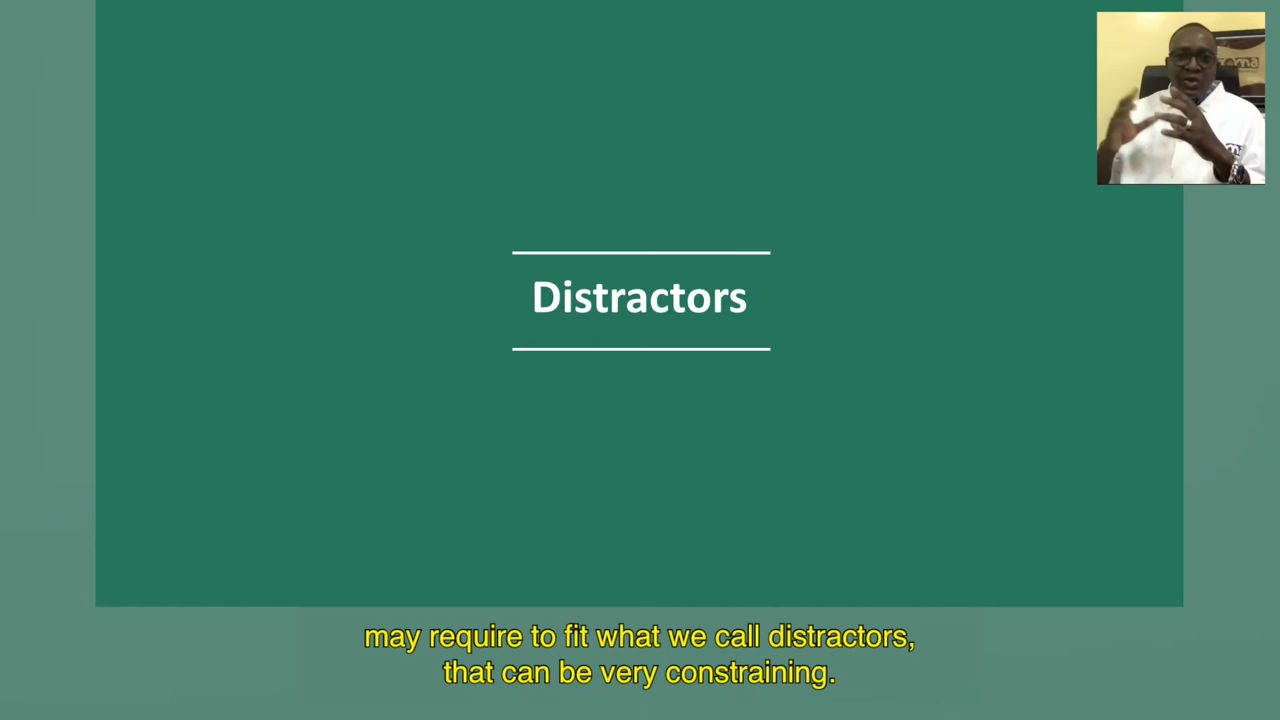 Distractors
may require to fit what we call distractors,
that can be very constraining.